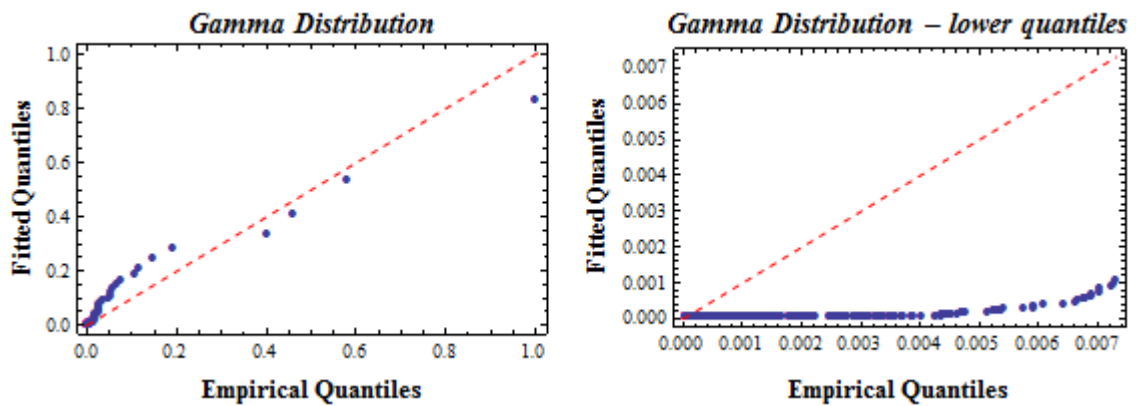 Gamma Distribution
Fitted Quantiles
1.0
0.8
0.6
0.4
0.2
0.0
0.0 0.2 0.4 0.6 0.8 1.0
Empirical Quantiles
Gamma Distribution – lower quantiles
Fitted Quantiles
0.007
0.006
0.005
0.004
0.003
0.002
0.001
0.000
0.000 0.001 0.002 0.003 0.004 0.005 0.006 0.007
Empirical Quantiles